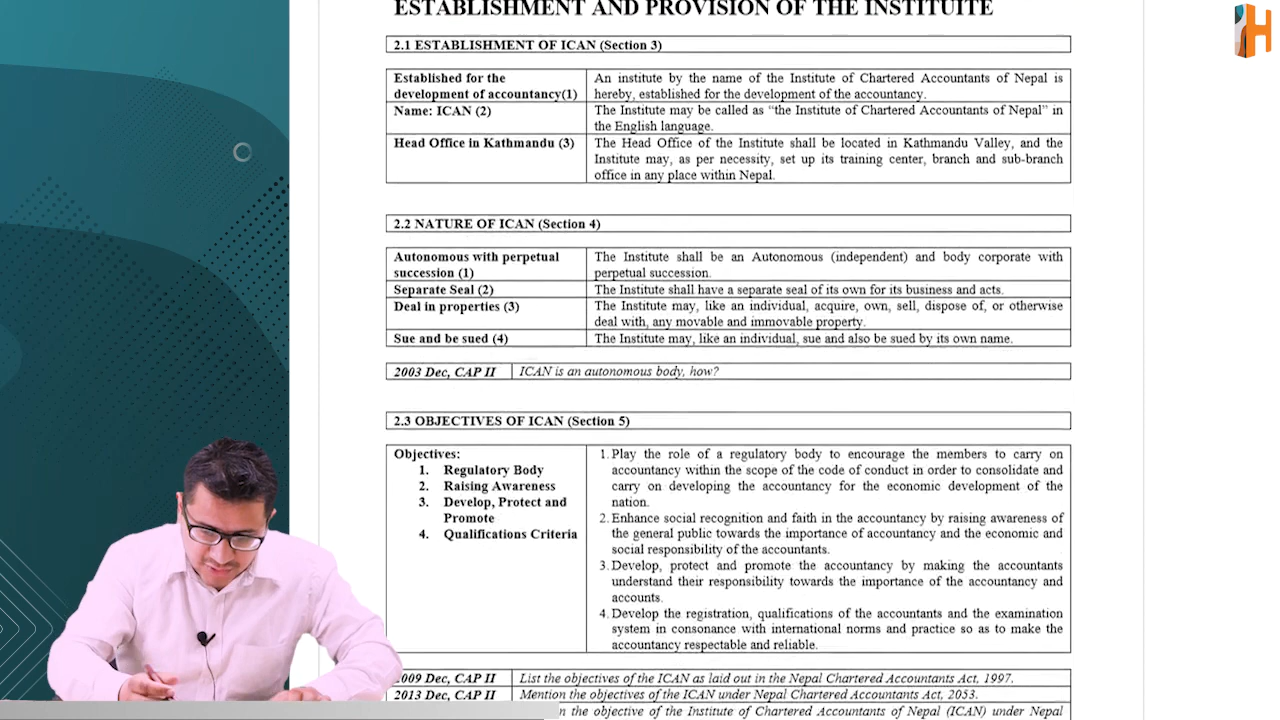 ESTABLISHMENT AND PROVISION OF THE INSTITUITE
2.1 ESTABLISHMENT OF ICAN (Section 3)
Established for the
development of accountancy(1)
An institute by the name of the Institute of Chartered Accountants of Nepal is
hereby, established for the development of the accountancy.
Name: ICAN (2)
The Institute may be called as “the Institute of Chartered Accountants of Nepal” in
the English language.
Head Office in Kathmandu (3)
The Head Office of the Institute shall be located in Kathmandu Valley, and the
Institute may, as per necessity, set up its training center, branch and sub-branch
office in any place within Nepal.
2.2 NATURE OF ICAN (Section 4)
Autonomous with perpetual
succession (1)
The Institute shall be an Autonomous (independent) and body corporate with
perpetual succession.
Separate Seal (2)
The Institute shall have a separate seal of its own for its business and acts.
Deal in properties (3)
The Institute may, like an individual, acquire, own, sell, dispose of, or otherwise
deal with, any movable and immovable property.
Sue and be sued (4)
The Institute may, like an individual, sue and also be sued by its own name.
2003 Dec, CAP II
ICAN is an autonomous body, how?
2.3 OBJECTIVES OF ICAN (Section 5)
Objectives:
1. Regulatory Body
2. Raising Awareness
3. Develop, Protect and
Promote
4. Qualifications Criteria
1. Play the role of a regulatory body to encourage the members to carry on
accountancy within the scope of the code of conduct in order to consolidate and
carry on developing the accountancy for the economic development of the
nation.
2. Enhance social recognition and faith in the accountancy by raising awareness of
the general public towards the importance of accountancy and the economic and
social responsibility of the accountants.
3. Develop, protect and promote the accountancy by making the accountants
understand their responsibility towards the importance of the accountancy and
accounts.
4. Develop the registration, qualifications of the accountants and the examination
system in consonance with international norms and practice so as to make the
accountancy respectable and reliable.
009 Dec, CAP II
List the objectives of the ICAN as laid out in the Nepal Chartered Accountants Act, 1997.
2013 Dec, CAP II
Mention the objectives of the ICAN under Nepal Chartered Accountants Act, 2053.
n the objective of the Institute of Chartered Accountants of Nepal (ICAN) under Nepal
H